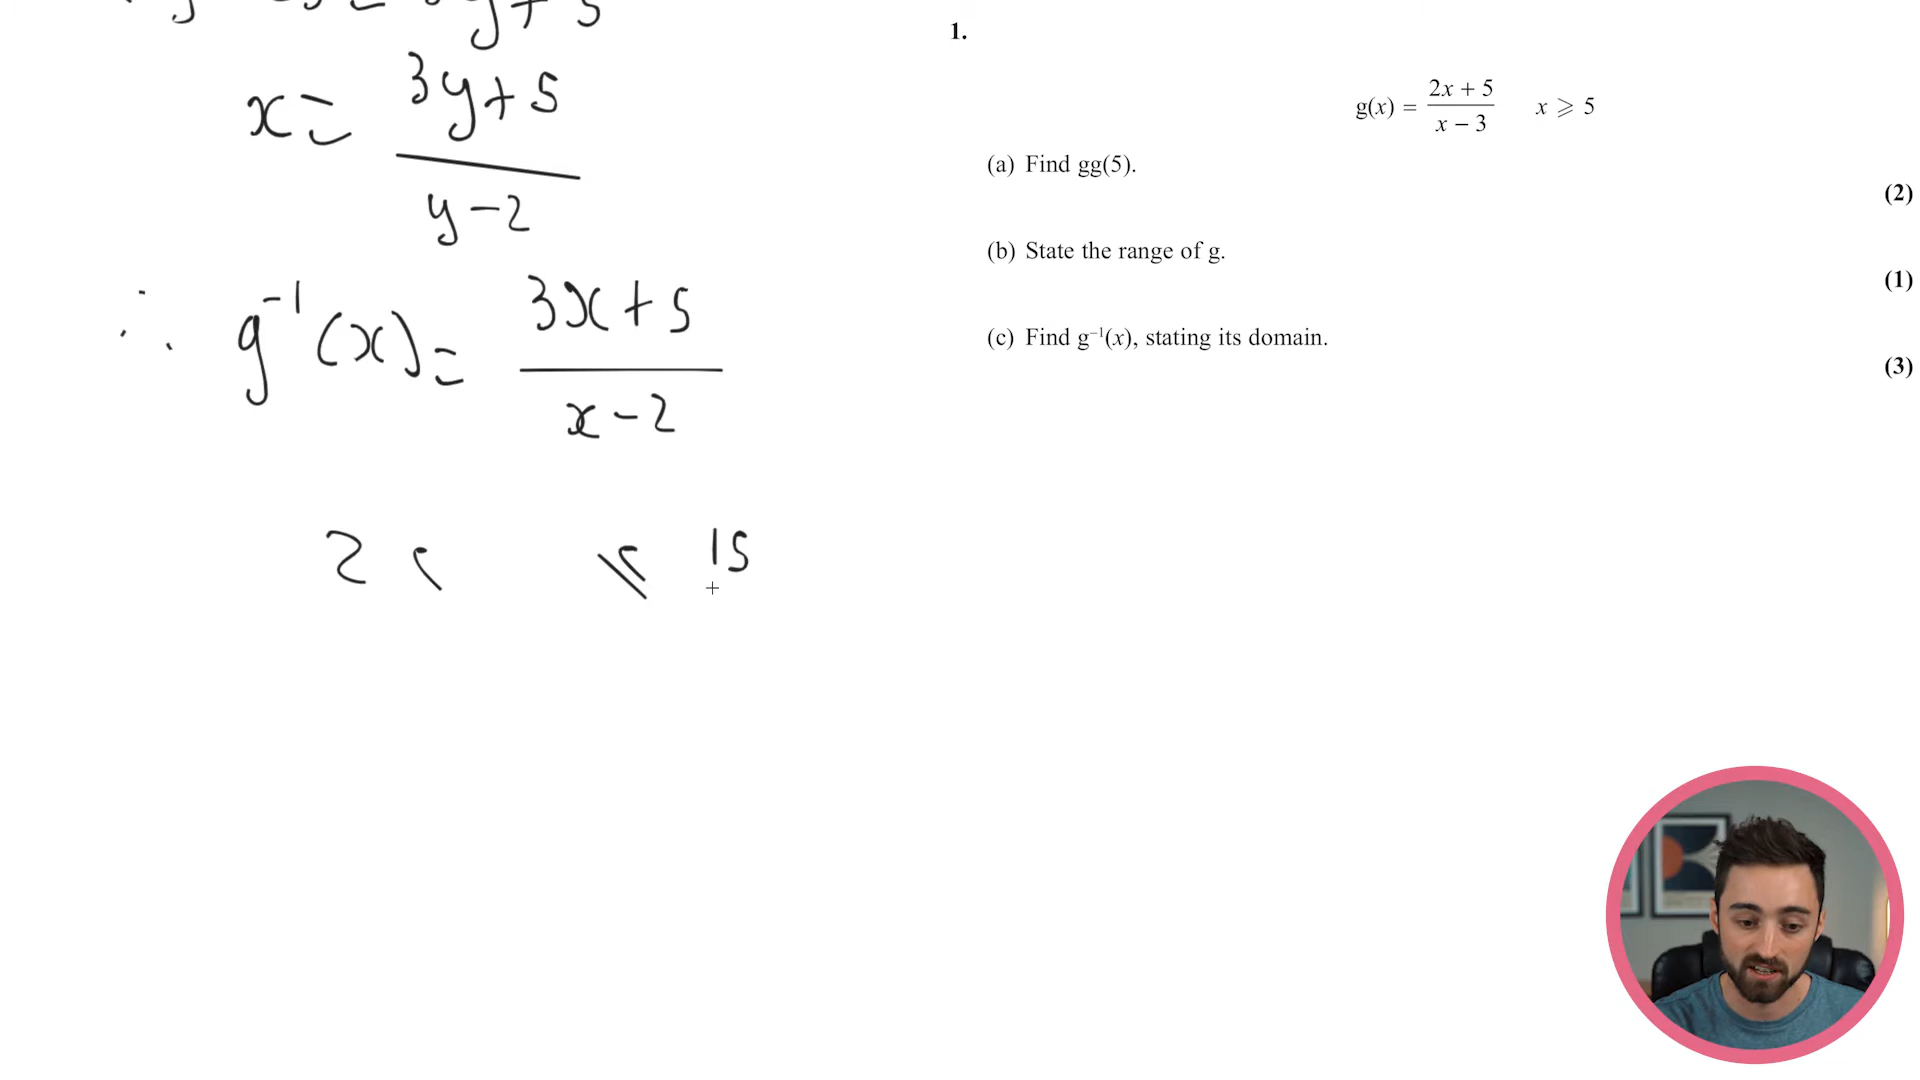 x = 3y+5
y-2
∴ g⁻¹(x) = 3x+5
x-2
2 < ⩽ 15
1.
g(x) = 2x + 5 x ⩾ 5
x − 3
(a) Find gg(5).
(2)
(b) State the range of g.
(1)
(c) Find g⁻¹(x), stating its domain.
(3)